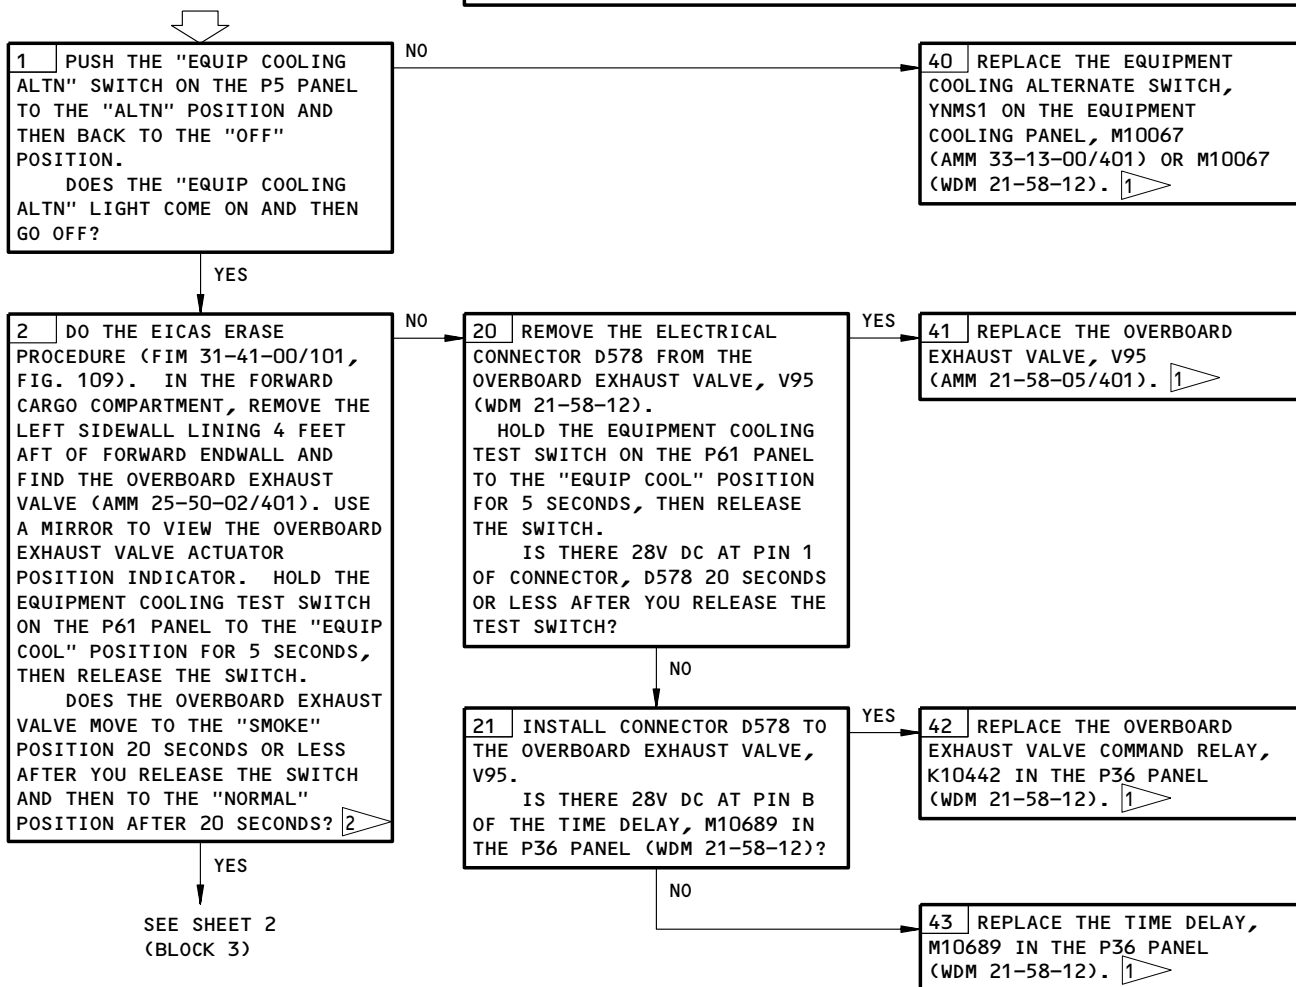 1 PUSH THE "EQUIP COOLING
ALTN" SWITCH ON THE P5 PANEL
TO THE "ALTN" POSITION AND
THEN BACK TO THE "OFF"
POSITION.
DOES THE "EQUIP COOLING
ALTN" LIGHT COME ON AND THEN
GO OFF?
NO
40 REPLACE THE EQUIPMENT
COOLING ALTERNATE SWITCH,
YNMS1 ON THE EQUIPMENT
COOLING PANEL, M10067
(AMM 33-13-00/401) OR M10067
(WDM 21-58-12). 1
YES
2 DO THE EICAS ERASE
PROCEDURE (FIM 31-41-00/101,
FIG. 109). IN THE FORWARD
CARGO COMPARTMENT, REMOVE THE
LEFT SIDEWALL LINING 4 FEET
AFT OF FORWARD ENDWALL AND
FIND THE OVERBOARD EXHAUST
VALVE (AMM 25-50-02/401). USE
A MIRROR TO VIEW THE OVERBOARD
EXHAUST VALVE ACTUATOR
POSITION INDICATOR. HOLD THE
EQUIPMENT COOLING TEST SWITCH
ON THE P61 PANEL TO THE "EQUIP
COOL" POSITION FOR 5 SECONDS,
THEN RELEASE THE SWITCH.
DOES THE OVERBOARD EXHAUST
VALVE MOVE TO THE "SMOKE"
POSITION 20 SECONDS OR LESS
AFTER YOU RELEASE THE SWITCH
AND THEN TO THE "NORMAL"
POSITION AFTER 20 SECONDS? 2
NO
20 REMOVE THE ELECTRICAL
CONNECTOR D578 FROM THE
OVERBOARD EXHAUST VALVE, V95
(WDM 21-58-12).
HOLD THE EQUIPMENT COOLING
TEST SWITCH ON THE P61 PANEL
TO THE "EQUIP COOL" POSITION
FOR 5 SECONDS, THEN RELEASE
THE SWITCH.
IS THERE 28V DC AT PIN 1
OF CONNECTOR, D578 20 SECONDS
OR LESS AFTER YOU RELEASE THE
TEST SWITCH?
YES
41 REPLACE THE OVERBOARD
EXHAUST VALVE, V95
(AMM 21-58-05/401). 1
NO
21 INSTALL CONNECTOR D578 TO
THE OVERBOARD EXHAUST VALVE,
V95.
IS THERE 28V DC AT PIN B
OF THE TIME DELAY, M10689 IN
THE P36 PANEL (WDM 21-58-12)?
YES
42 REPLACE THE OVERBOARD
EXHAUST VALVE COMMAND RELAY,
K10442 IN THE P36 PANEL
(WDM 21-58-12). 1
YES
SEE SHEET 2
(BLOCK 3)
NO
43 REPLACE THE TIME DELAY,
M10689 IN THE P36 PANEL
(WDM 21-58-12). 1